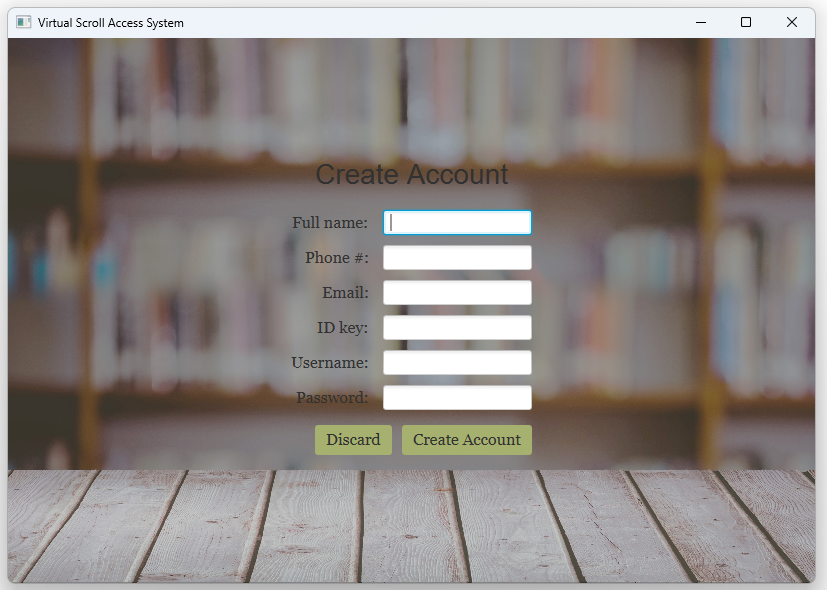 Virtual Scroll Access System
Create Account
Full name:
Phone #:
Email:
ID key:
Username:
Password:
Discard Create Account